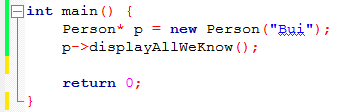 int main() {
    Person* p = new Person("Bui");
    p->displayAllWeKnow();

    return 0;
}